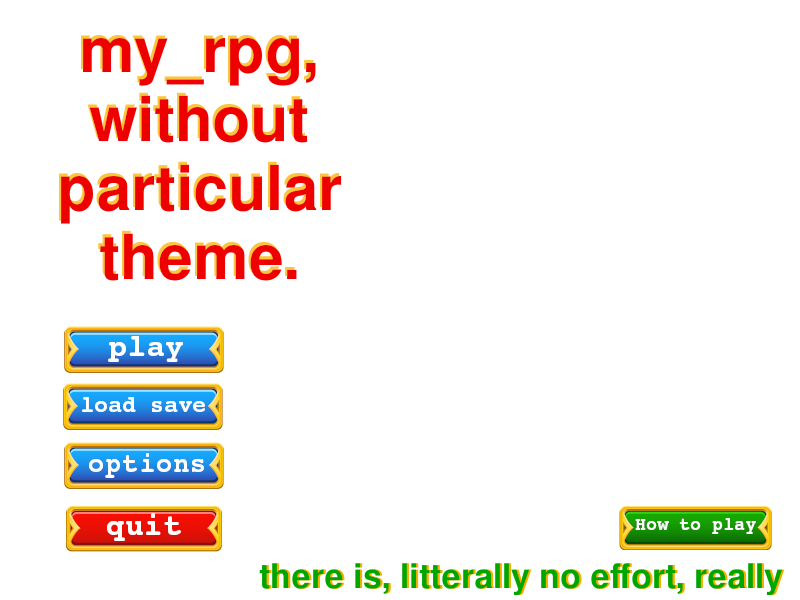 my_rpg,
without
particular
theme.
play
load save
options
quit
How to play
there is, litterally no effort, really